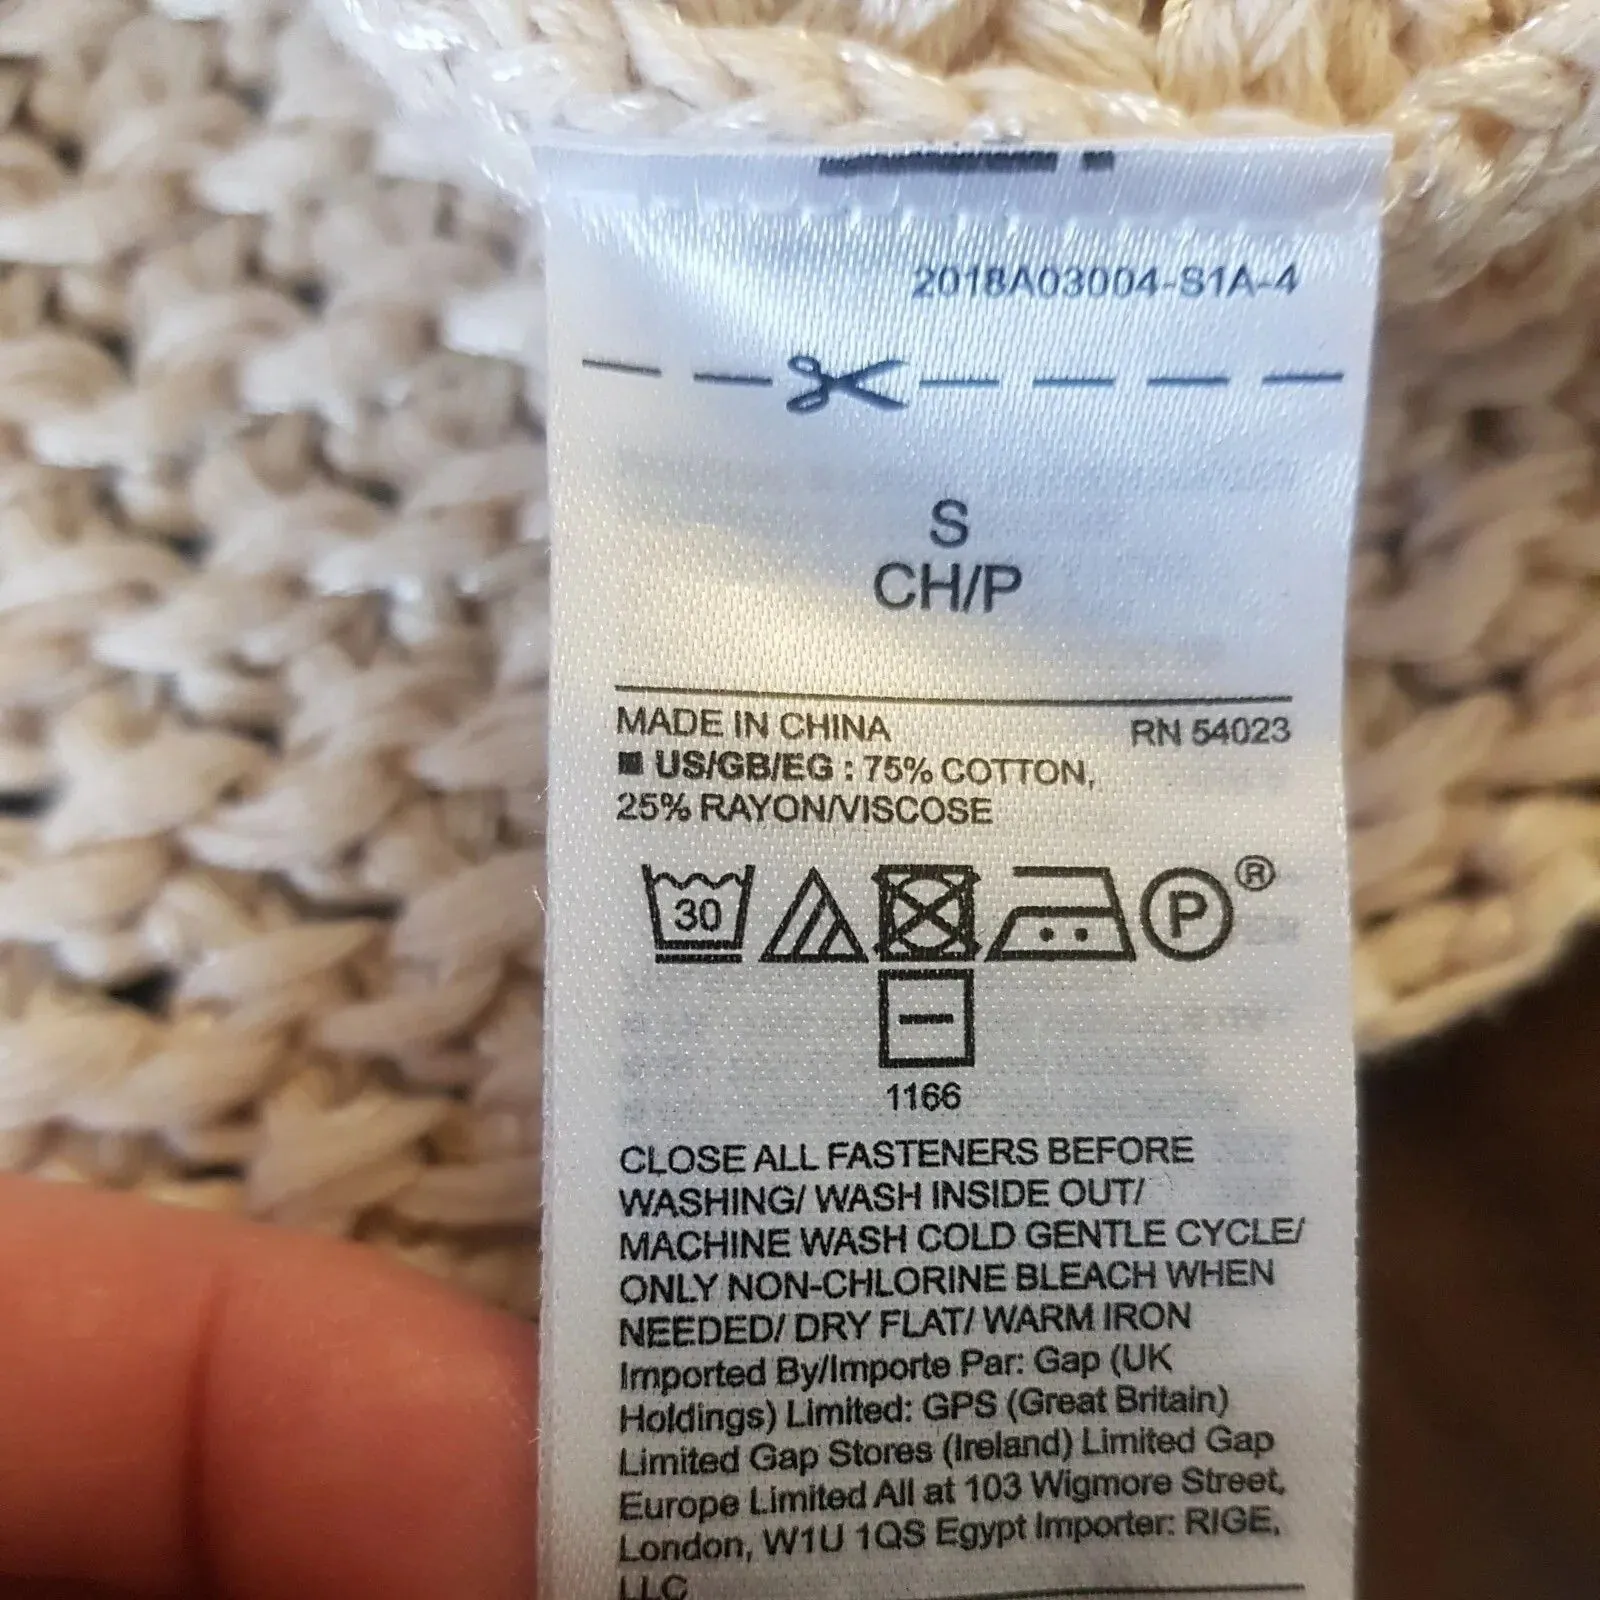 2018A03004-S1A-4
S
CH/P
MADE IN CHINA RN 54023
US/GB/EG : 75% COTTON,
25% RAYON/VISCOSE
30 P ®
1166
CLOSE ALL FASTENERS BEFORE
WASHING/ WASH INSIDE OUT/
MACHINE WASH COLD GENTLE CYCLE/
ONLY NON-CHLORINE BLEACH WHEN
NEEDED/ DRY FLAT/ WARM IRON
Imported By/Importe Par: Gap (UK
Holdings) Limited: GPS (Great Britain)
Limited Gap Stores (Ireland) Limited Gap
Europe Limited All at 103 Wigmore Street,
London, W1U 1QS Egypt Importer: RIGE,
LLC